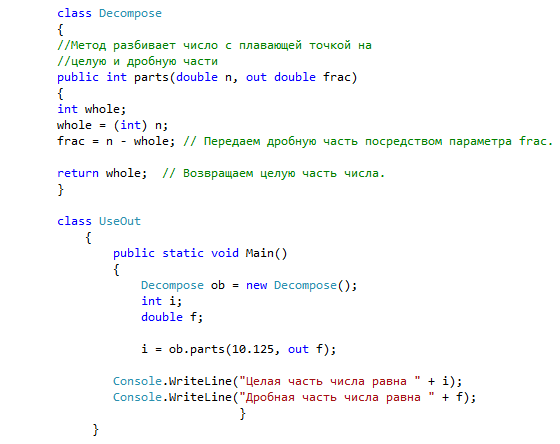 class Decompose
{
//Метод разбивает число с плавающей точкой на
//целую и дробную части
public int parts(double n, out double frac)
{
int whole;
whole = (int) n;
frac = n - whole; // Передаем дробную часть посредством параметра frac.
return whole;  // Возвращаем целую часть числа.
}
class UseOut
{
public static void Main()
{
Decompose ob = new Decompose();
int i;
double f;
i = ob.parts(10.125, out f);
Console.WriteLine("Целая часть числа равна " + i);
Console.WriteLine("Дробная часть числа равна " + f);
}
}